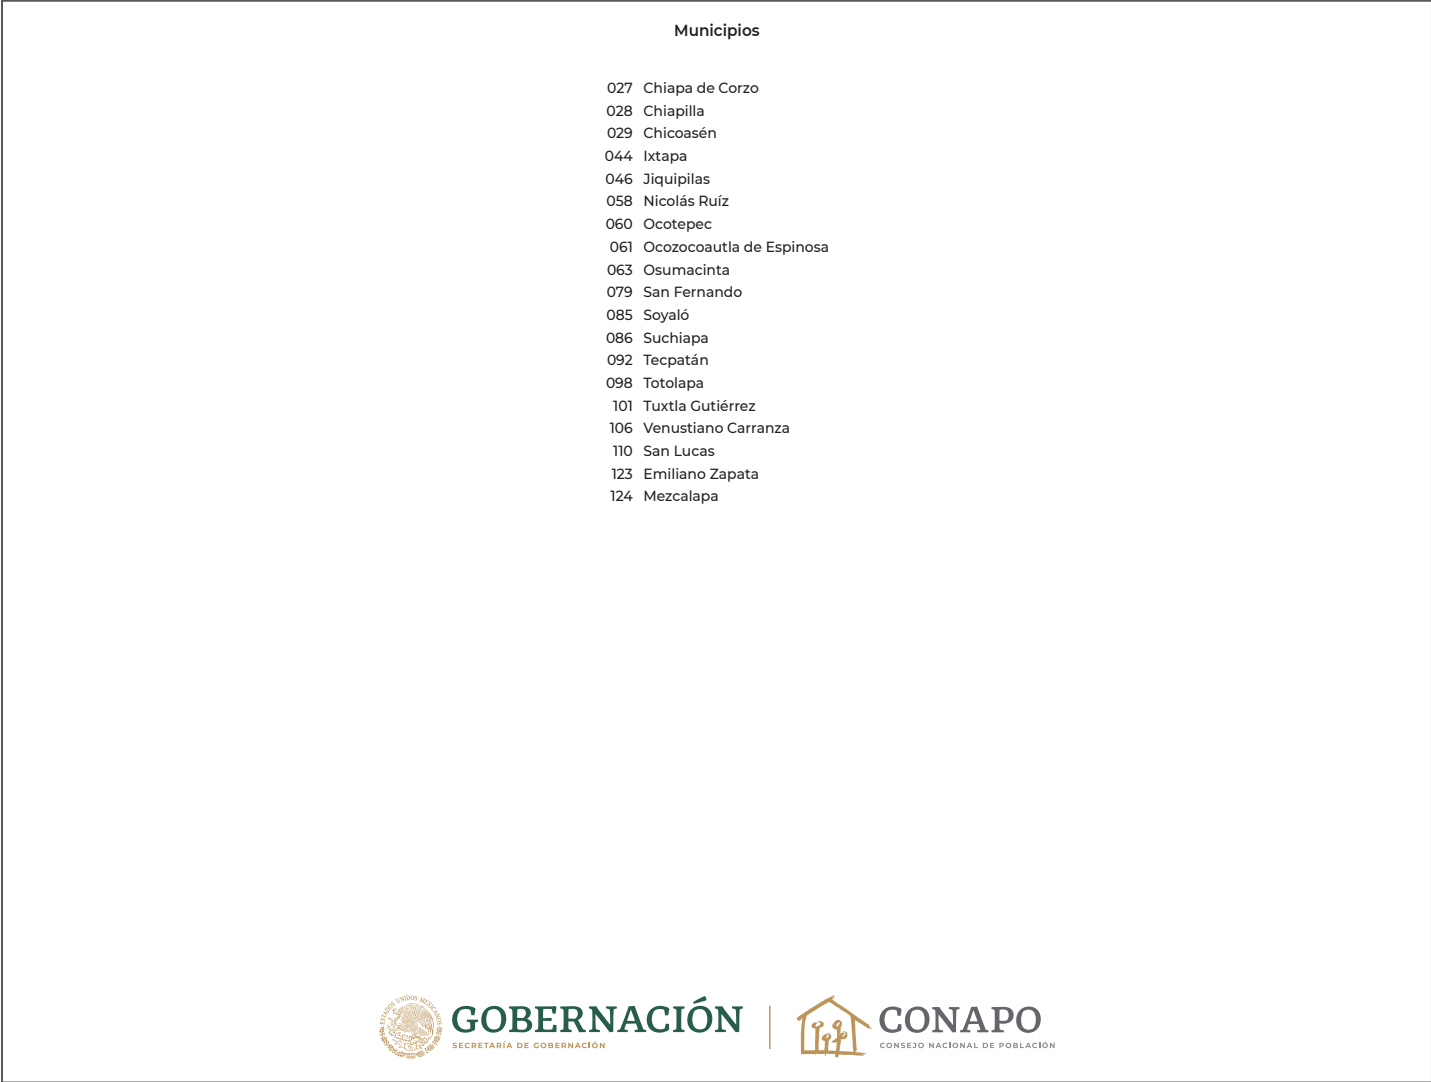 Municipios
027 Chiapa de Corzo
028 Chiapilla
029 Chicoasén
044 Ixtapa
046 Jiquipilas
058 Nicolás Ruíz
060 Ocotepec
061 Ocozocoautla de Espinosa
063 Osumacinta
079 San Fernando
085 Soyaló
086 Suchiapa
092 Tecpatán
098 Totolapa
101 Tuxtla Gutiérrez
106 Venustiano Carranza
110 San Lucas
123 Emiliano Zapata
124 Mezcalapa
ESTADOS UNIDOS MEXICANOS
GOBERNACIÓN
SECRETARÍA DE GOBERNACIÓN
CONAPO
CONSEJO NACIONAL DE POBLACIÓN